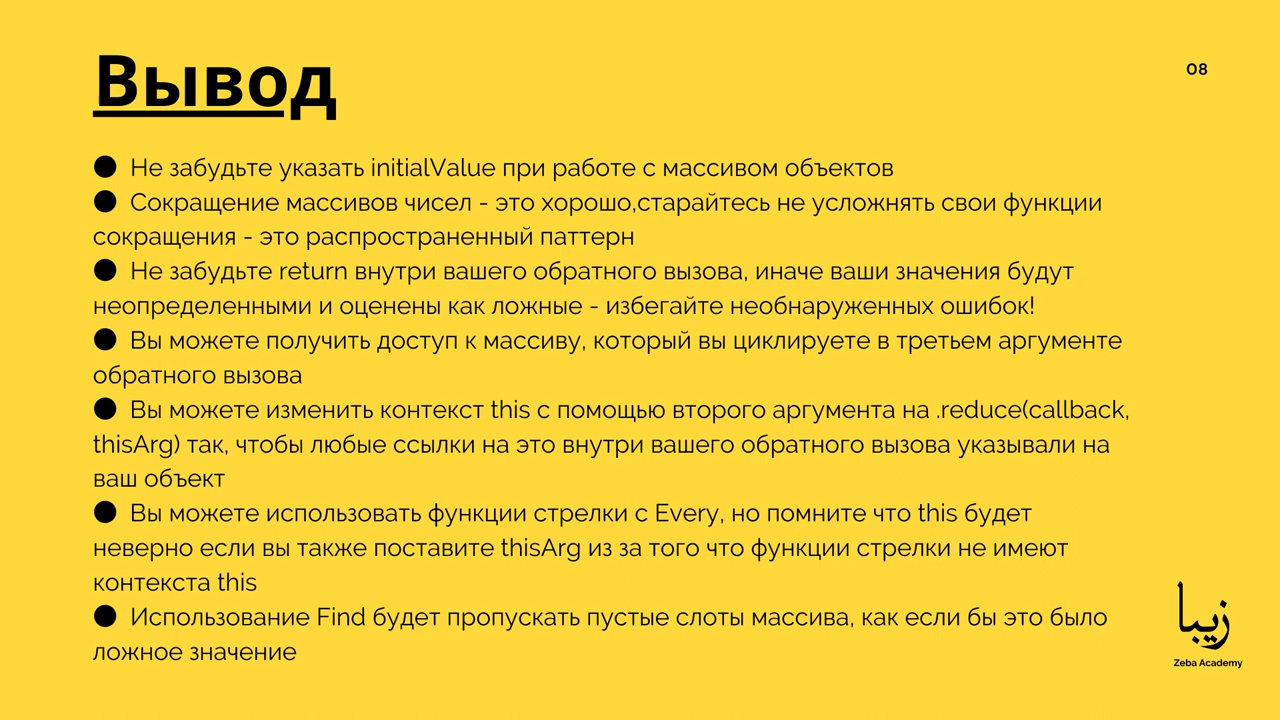 Вывод
08
● Не забудьте указать initialValue при работе с массивом объектов
● Сокращение массивов чисел - это хорошо,старайтесь не усложнять свои функции
сокращения - это распространенный паттерн
● Не забудьте return внутри вашего обратного вызова, иначе ваши значения будут
неопределенными и оценены как ложные - избегайте необнаруженных ошибок!
● Вы можете получить доступ к массиву, который вы циклируете в третьем аргументе
обратного вызова
● Вы можете изменить контекст this с помощью второго аргумента на .reduce(callback,
thisArg) так, чтобы любые ссылки на это внутри вашего обратного вызова указывали на
ваш объект
● Вы можете использовать функции стрелки с Every, но помните что this будет
неверно если вы также поставите thisArg из за того что функции стрелки не имеют
контекста this
● Использование Find будет пропускать пустые слоты массива, как если бы это было
ложное значение
زیبا
Zeba Academy